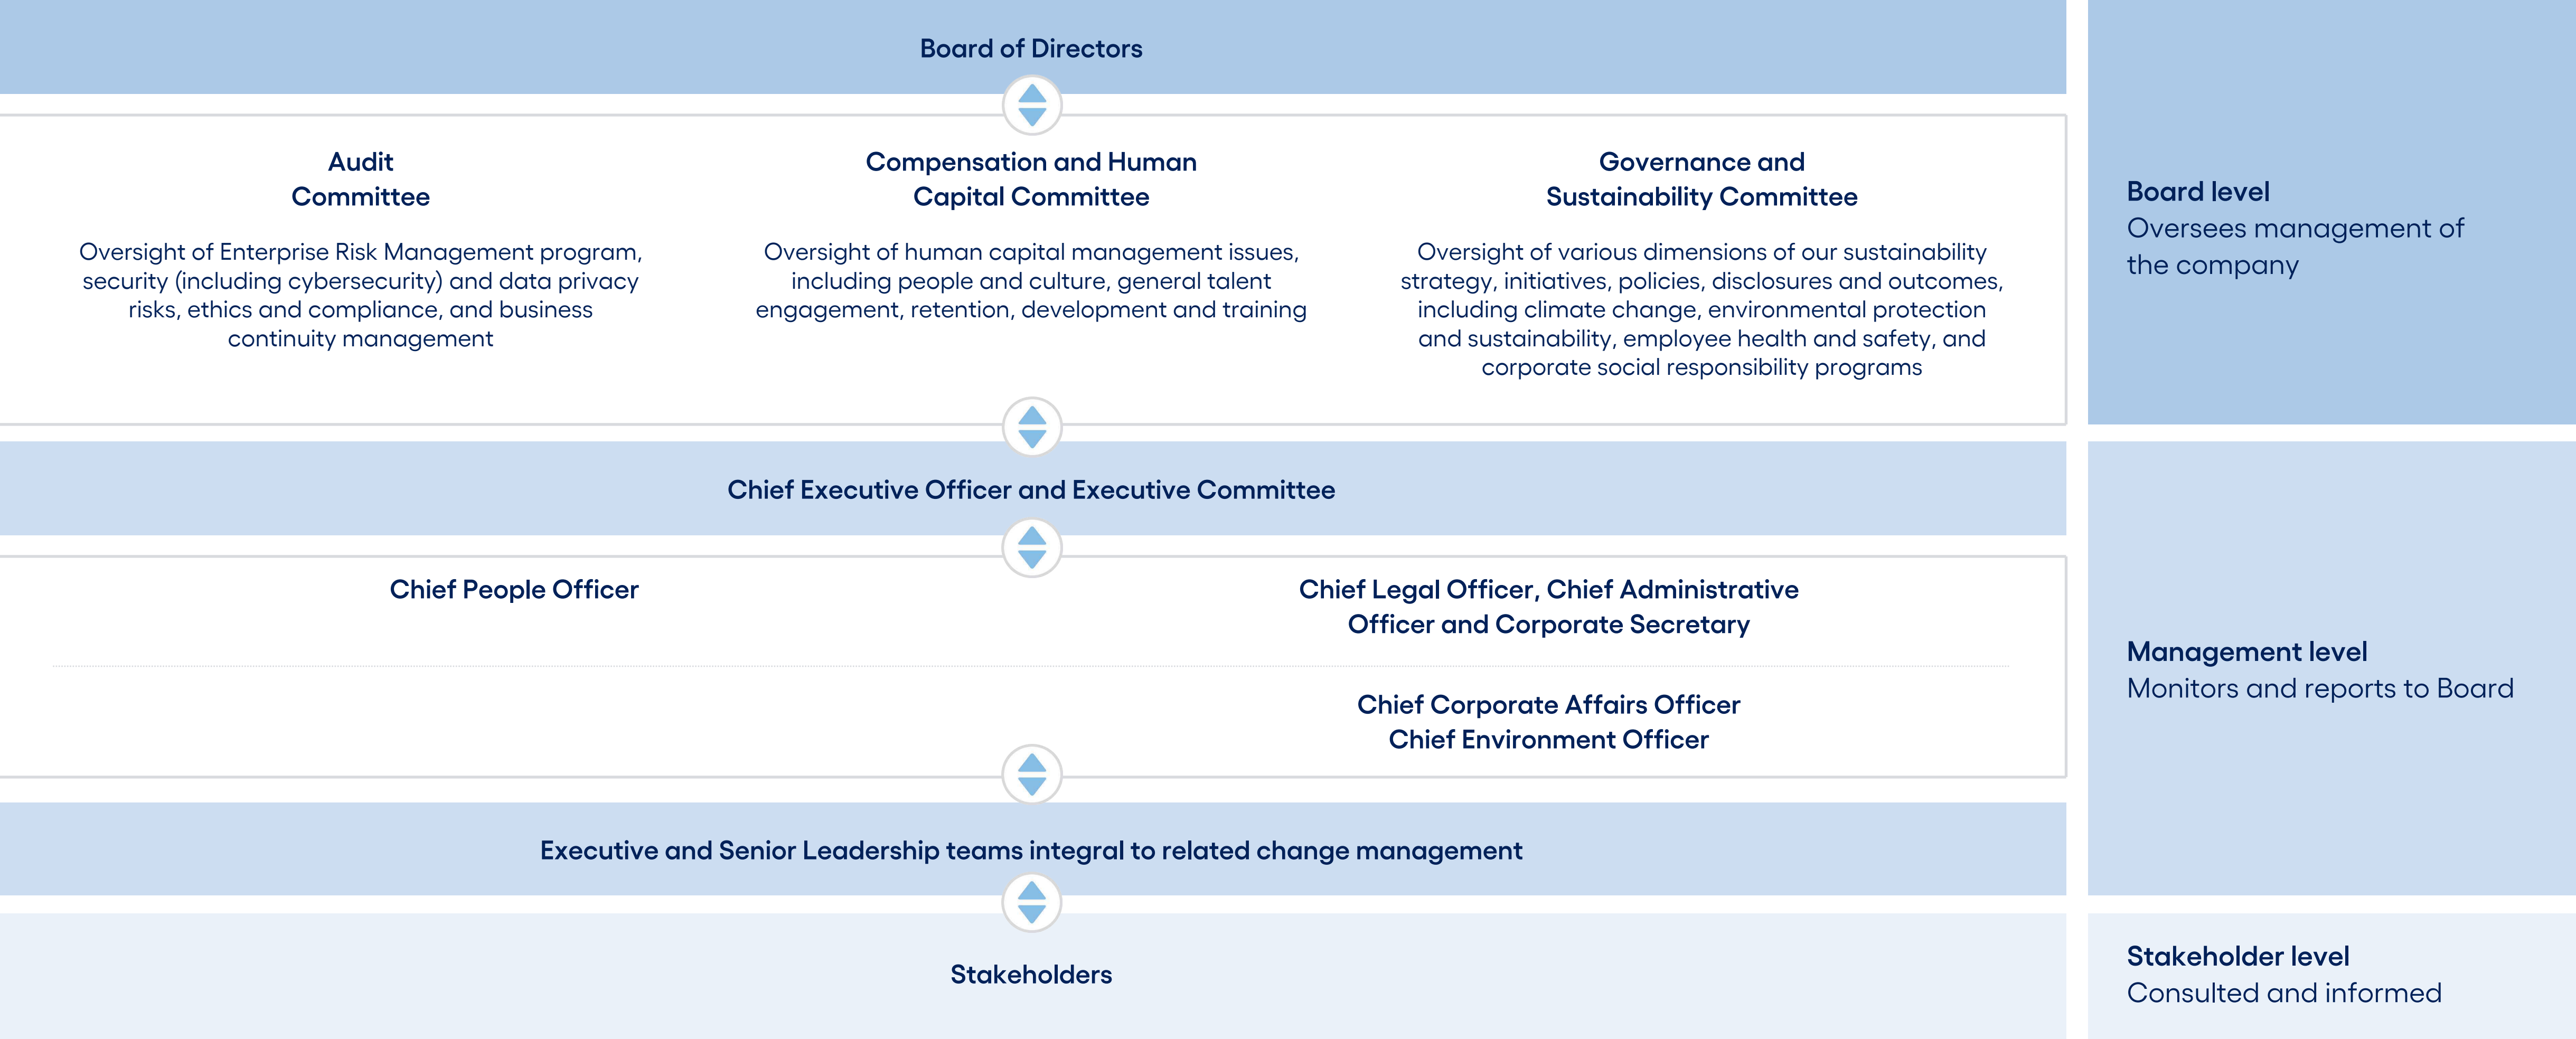 Board of Directors
Audit
Committee
Oversight of Enterprise Risk Management program,
security (including cybersecurity) and data privacy
risks, ethics and compliance, and business
continuity management
Compensation and Human
Capital Committee
Oversight of human capital management issues,
including people and culture, general talent
engagement, retention, development and training
Governance and
Sustainability Committee
Oversight of various dimensions of our sustainability
strategy, initiatives, policies, disclosures and outcomes,
including climate change, environmental protection
and sustainability, employee health and safety, and
corporate social responsibility programs
Board level
Oversees management of
the company
Chief Executive Officer and Executive Committee
Chief People Officer
Chief Legal Officer, Chief Administrative
Officer and Corporate Secretary
Chief Corporate Affairs Officer
Chief Environment Officer
Executive and Senior Leadership teams integral to related change management
Management level
Monitors and reports to Board
Stakeholders
Stakeholder level
Consulted and informed